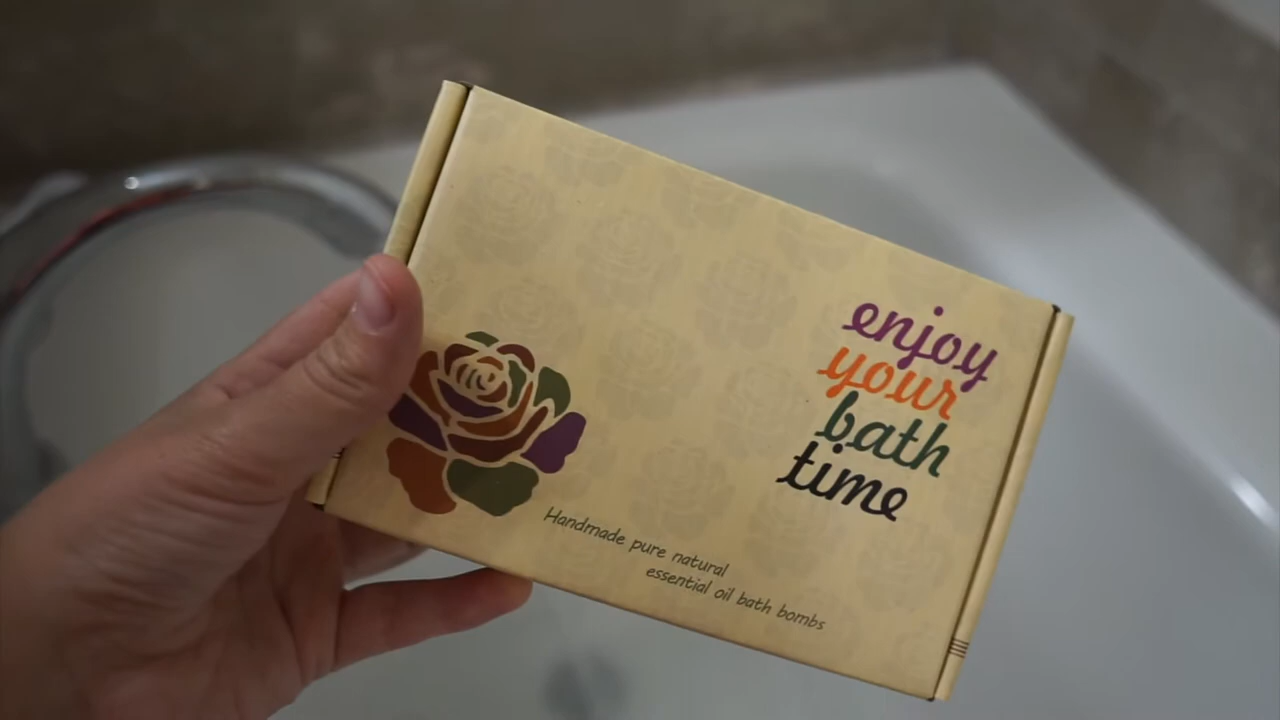 enjoy
your
bath
time
Handmade pure natural
essential oil bath bombs